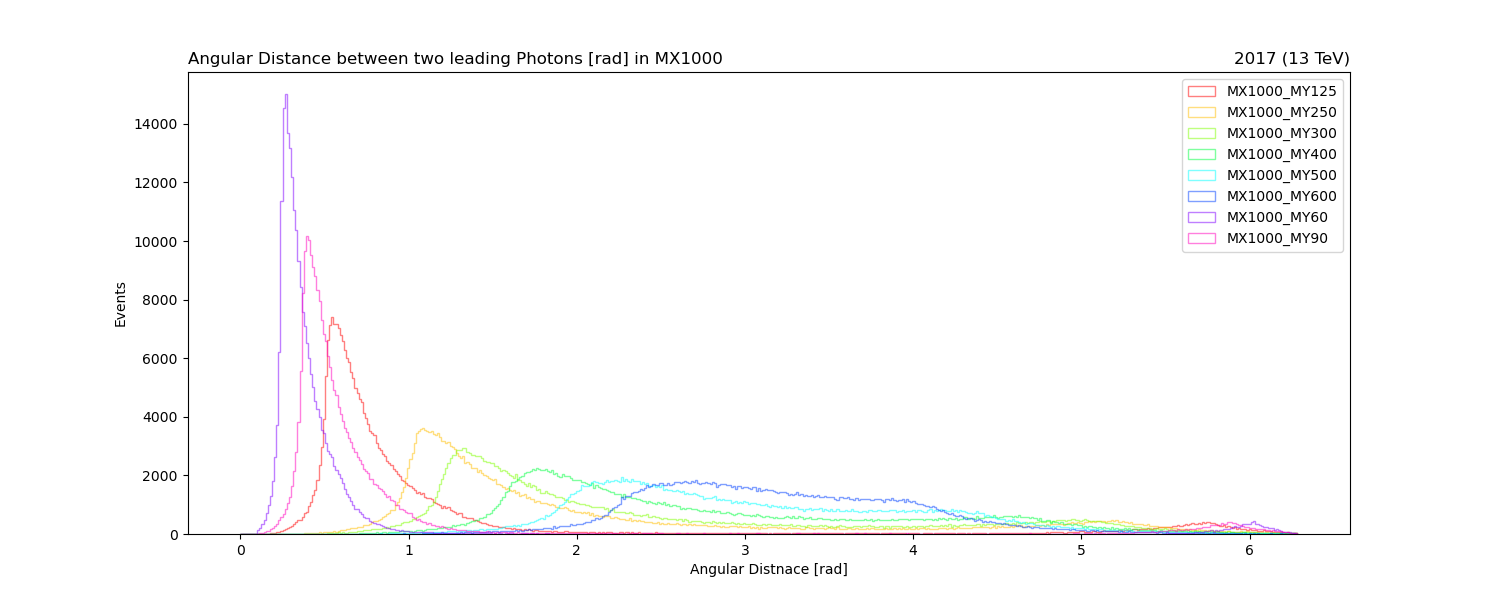 Angular Distance between two leading Photons [rad] in MX1000
2017 (13 TeV)
MX1000_MY125
MX1000_MY250
MX1000_MY300
MX1000_MY400
MX1000_MY500
MX1000_MY600
MX1000_MY60
MX1000_MY90
Events
14000
12000
10000
8000
6000
4000
2000
0
0 1 2 3 4 5 6
Angular Distnace [rad]